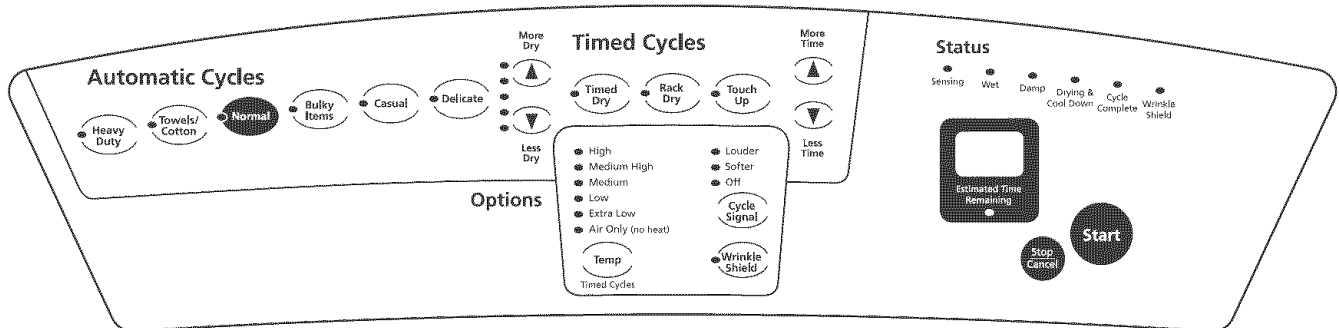 Automatic Cycles
Heavy
Duty
Towels/
Cotton
Normal
Bulky
Items
Casual
Delicate
More
Dry
Less
Dry
Timed Cycles
Timed
Dry
Rack
Dry
Touch
Up
More
Time
Less
Time
Options
High
Medium High
Medium
Low
Extra Low
Air Only (no heat)
Temp
Timed Cycles
Louder
Softer
Off
Cycle
Signal
Wrinkle
Shield
Status
Sensing
Wet
Damp
Drying &
Cool Down
Cycle
Complete
Wrinkle
Shield
Estimated Time
Remaining
Stop
Cancel
Start